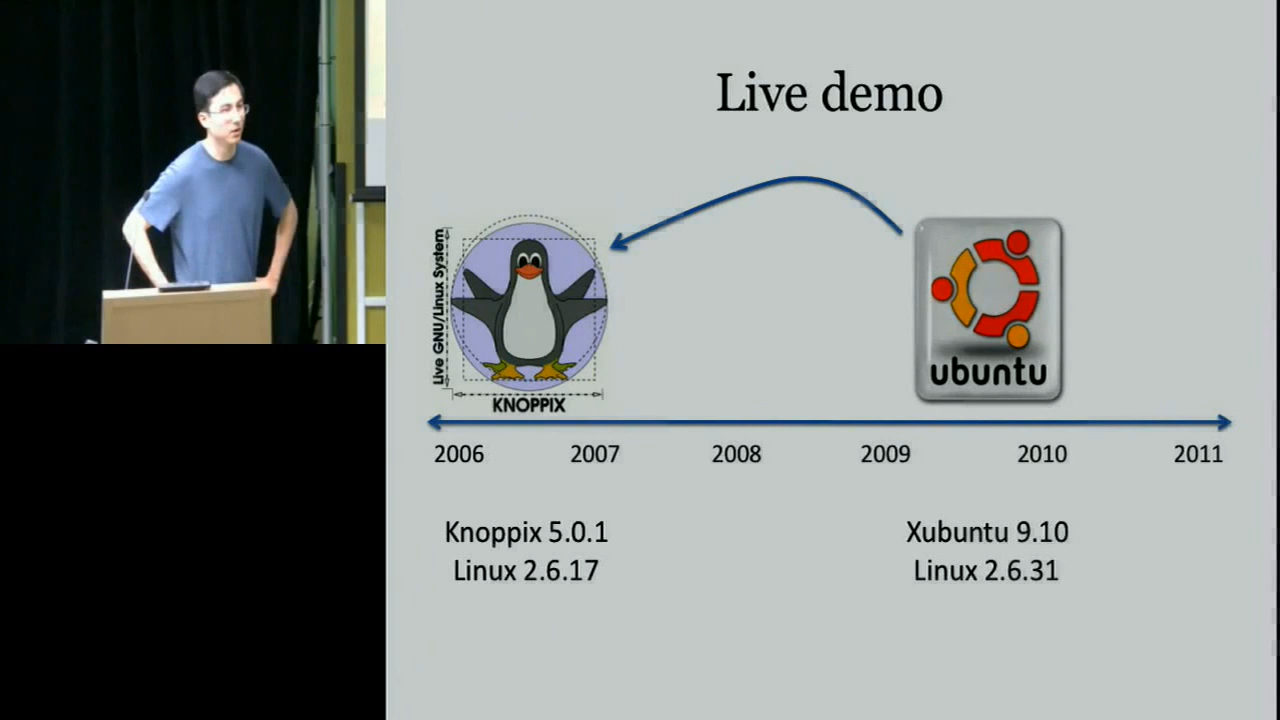 Live demo
Live GNU/Linux System
KNOPPIX
ubuntu
2006 2007 2008 2009 2010 2011
Knoppix 5.0.1
Linux 2.6.17
Xubuntu 9.10
Linux 2.6.31